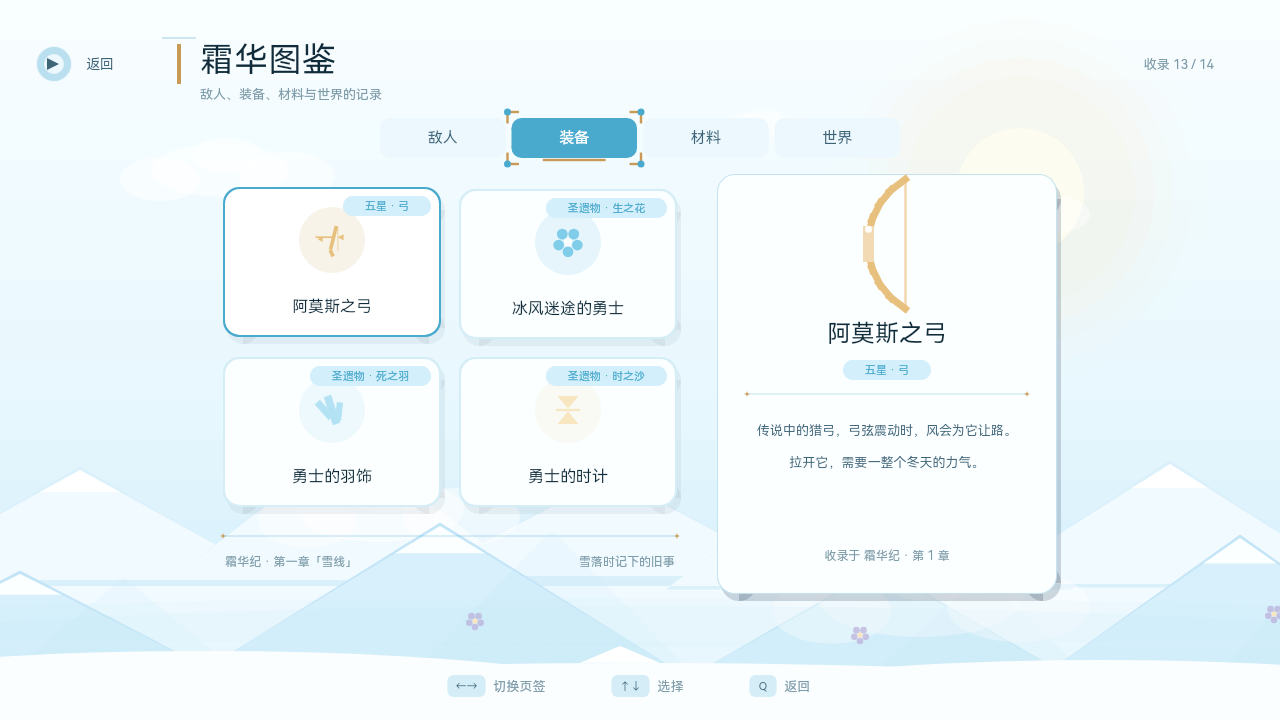 返回
霜华图鉴
敌人、装备、材料与世界的记录
收录 13 / 14
敌人
装备
材料
世界
五星 · 弓
阿莫斯之弓
圣遗物 · 生之花
冰风迷途的勇士
圣遗物 · 死之羽
勇士的羽饰
圣遗物 · 时之沙
勇士的时计
霜华纪 · 第一章「雪线」
雪落时记下的旧事
阿莫斯之弓
五星 · 弓
传说中的猎弓，弓弦震动时，风会为它让路。
拉开它，需要一整个冬天的力气。
收录于 霜华纪 · 第 1 章
←→ 切换页签
↑↓ 选择
Q 返回